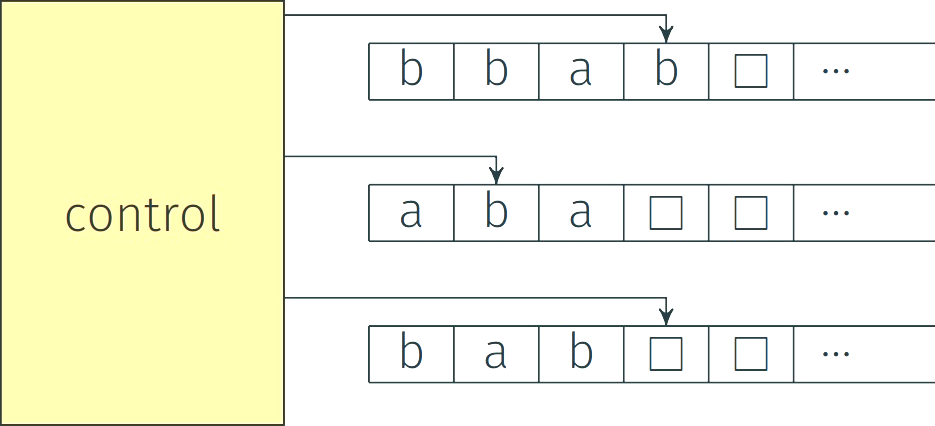 b b a b □ ...
control
a b a □ □ ...
b a b □ □ ...